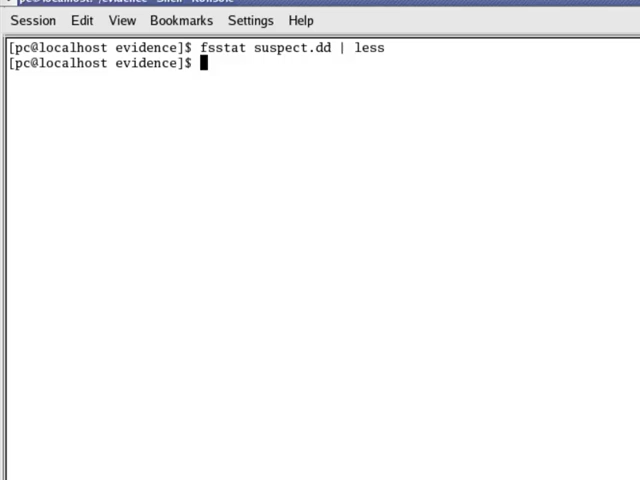 Session Edit View Bookmarks Settings Help
[pc@localhost evidence]$ fsstat suspect.dd | less
[pc@localhost evidence]$